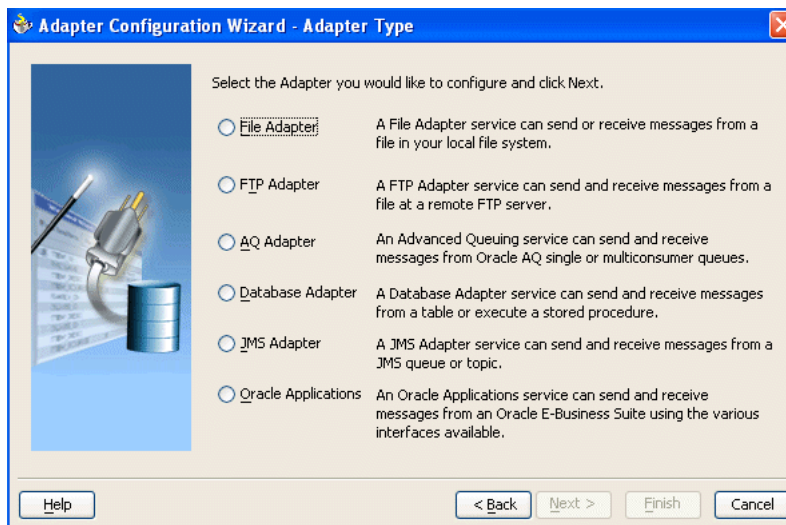 Adapter Configuration Wizard - Adapter Type
Select the Adapter you would like to configure and click Next.
File Adapter
A File Adapter service can send or receive messages from a
file in your local file system.
FTP Adapter
A FTP Adapter service can send and receive messages from a
file at a remote FTP server.
AQ Adapter
An Advanced Queuing service can send and receive
messages from Oracle AQ single or multiconsumer queues.
Database Adapter
A Database Adapter service can send and receive messages
from a table or execute a stored procedure.
JMS Adapter
A JMS Adapter service can send and receive messages from a
JMS queue or topic.
Oracle Applications
An Oracle Applications service can send and receive
messages from an Oracle E-Business Suite using the various
interfaces available.
Help
< Back
Next >
Finish
Cancel